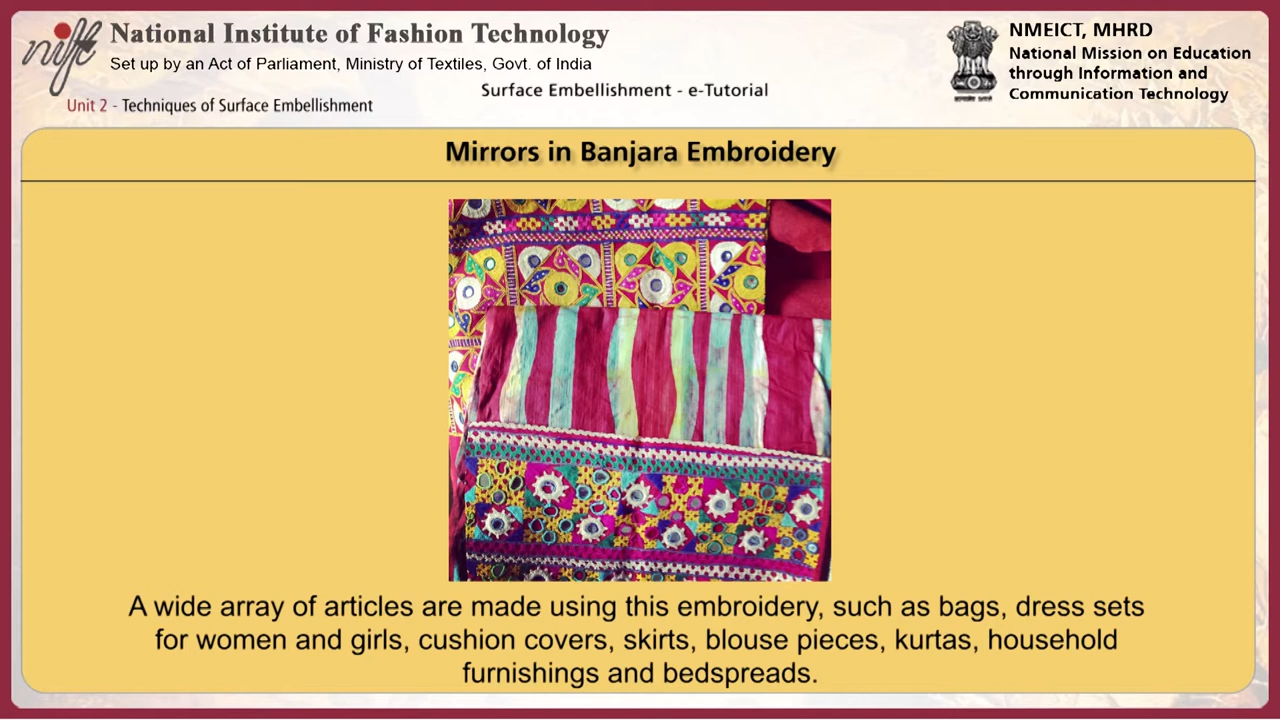 nift
National Institute of Fashion Technology
Set up by an Act of Parliament, Ministry of Textiles, Govt. of India
Unit 2 - Techniques of Surface Embellishment
Surface Embellishment - e-Tutorial
NMEICT, MHRD
National Mission on Education
through Information and
Communication Technology
Mirrors in Banjara Embroidery
A wide array of articles are made using this embroidery, such as bags, dress sets
for women and girls, cushion covers, skirts, blouse pieces, kurtas, household
furnishings and bedspreads.